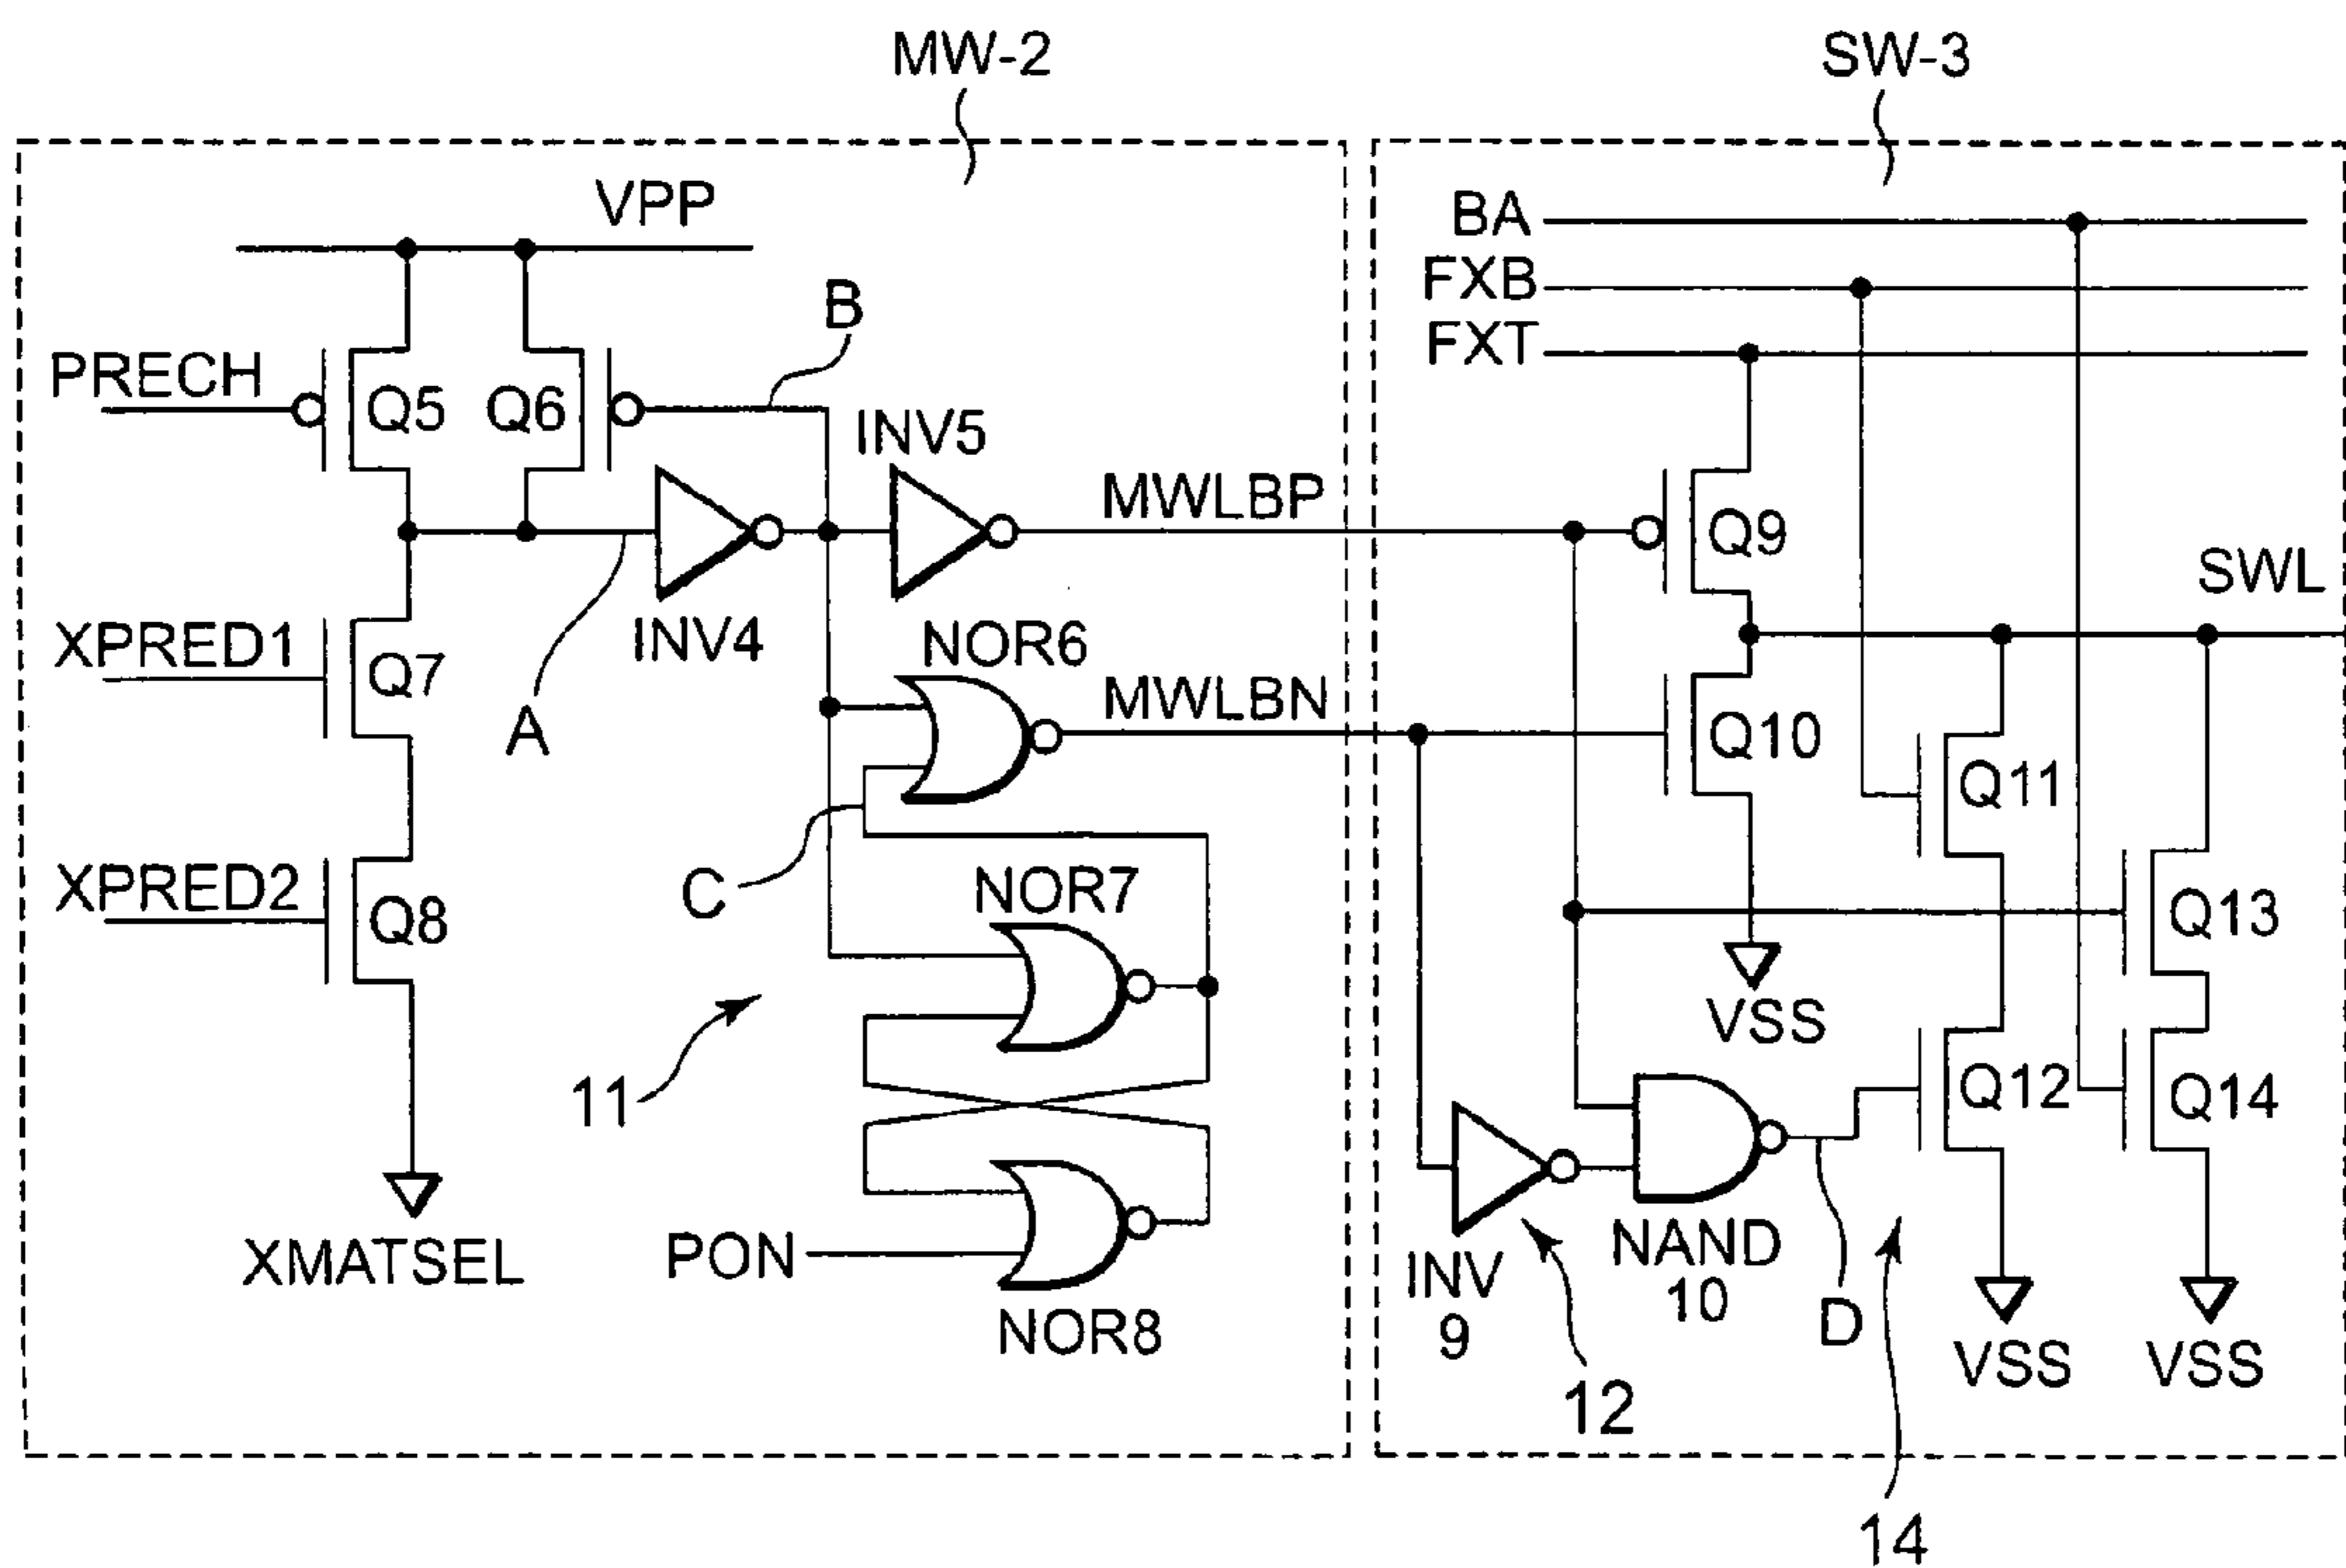 MW-2
SW-3
VPP
BA
FXB
FXT
B
PRECH
Q5
Q6
INV5
MWLBP
Q9
SWL
XPRED1
Q7
INV4
NOR6
MWLBN
Q10
A
Q11
C
NOR7
XPRED2
Q8
Q13
VSS
11
Q12
Q14
XMATSEL
PON
NOR8
INV
9
NAND
10
D
VSS
VSS
12
14